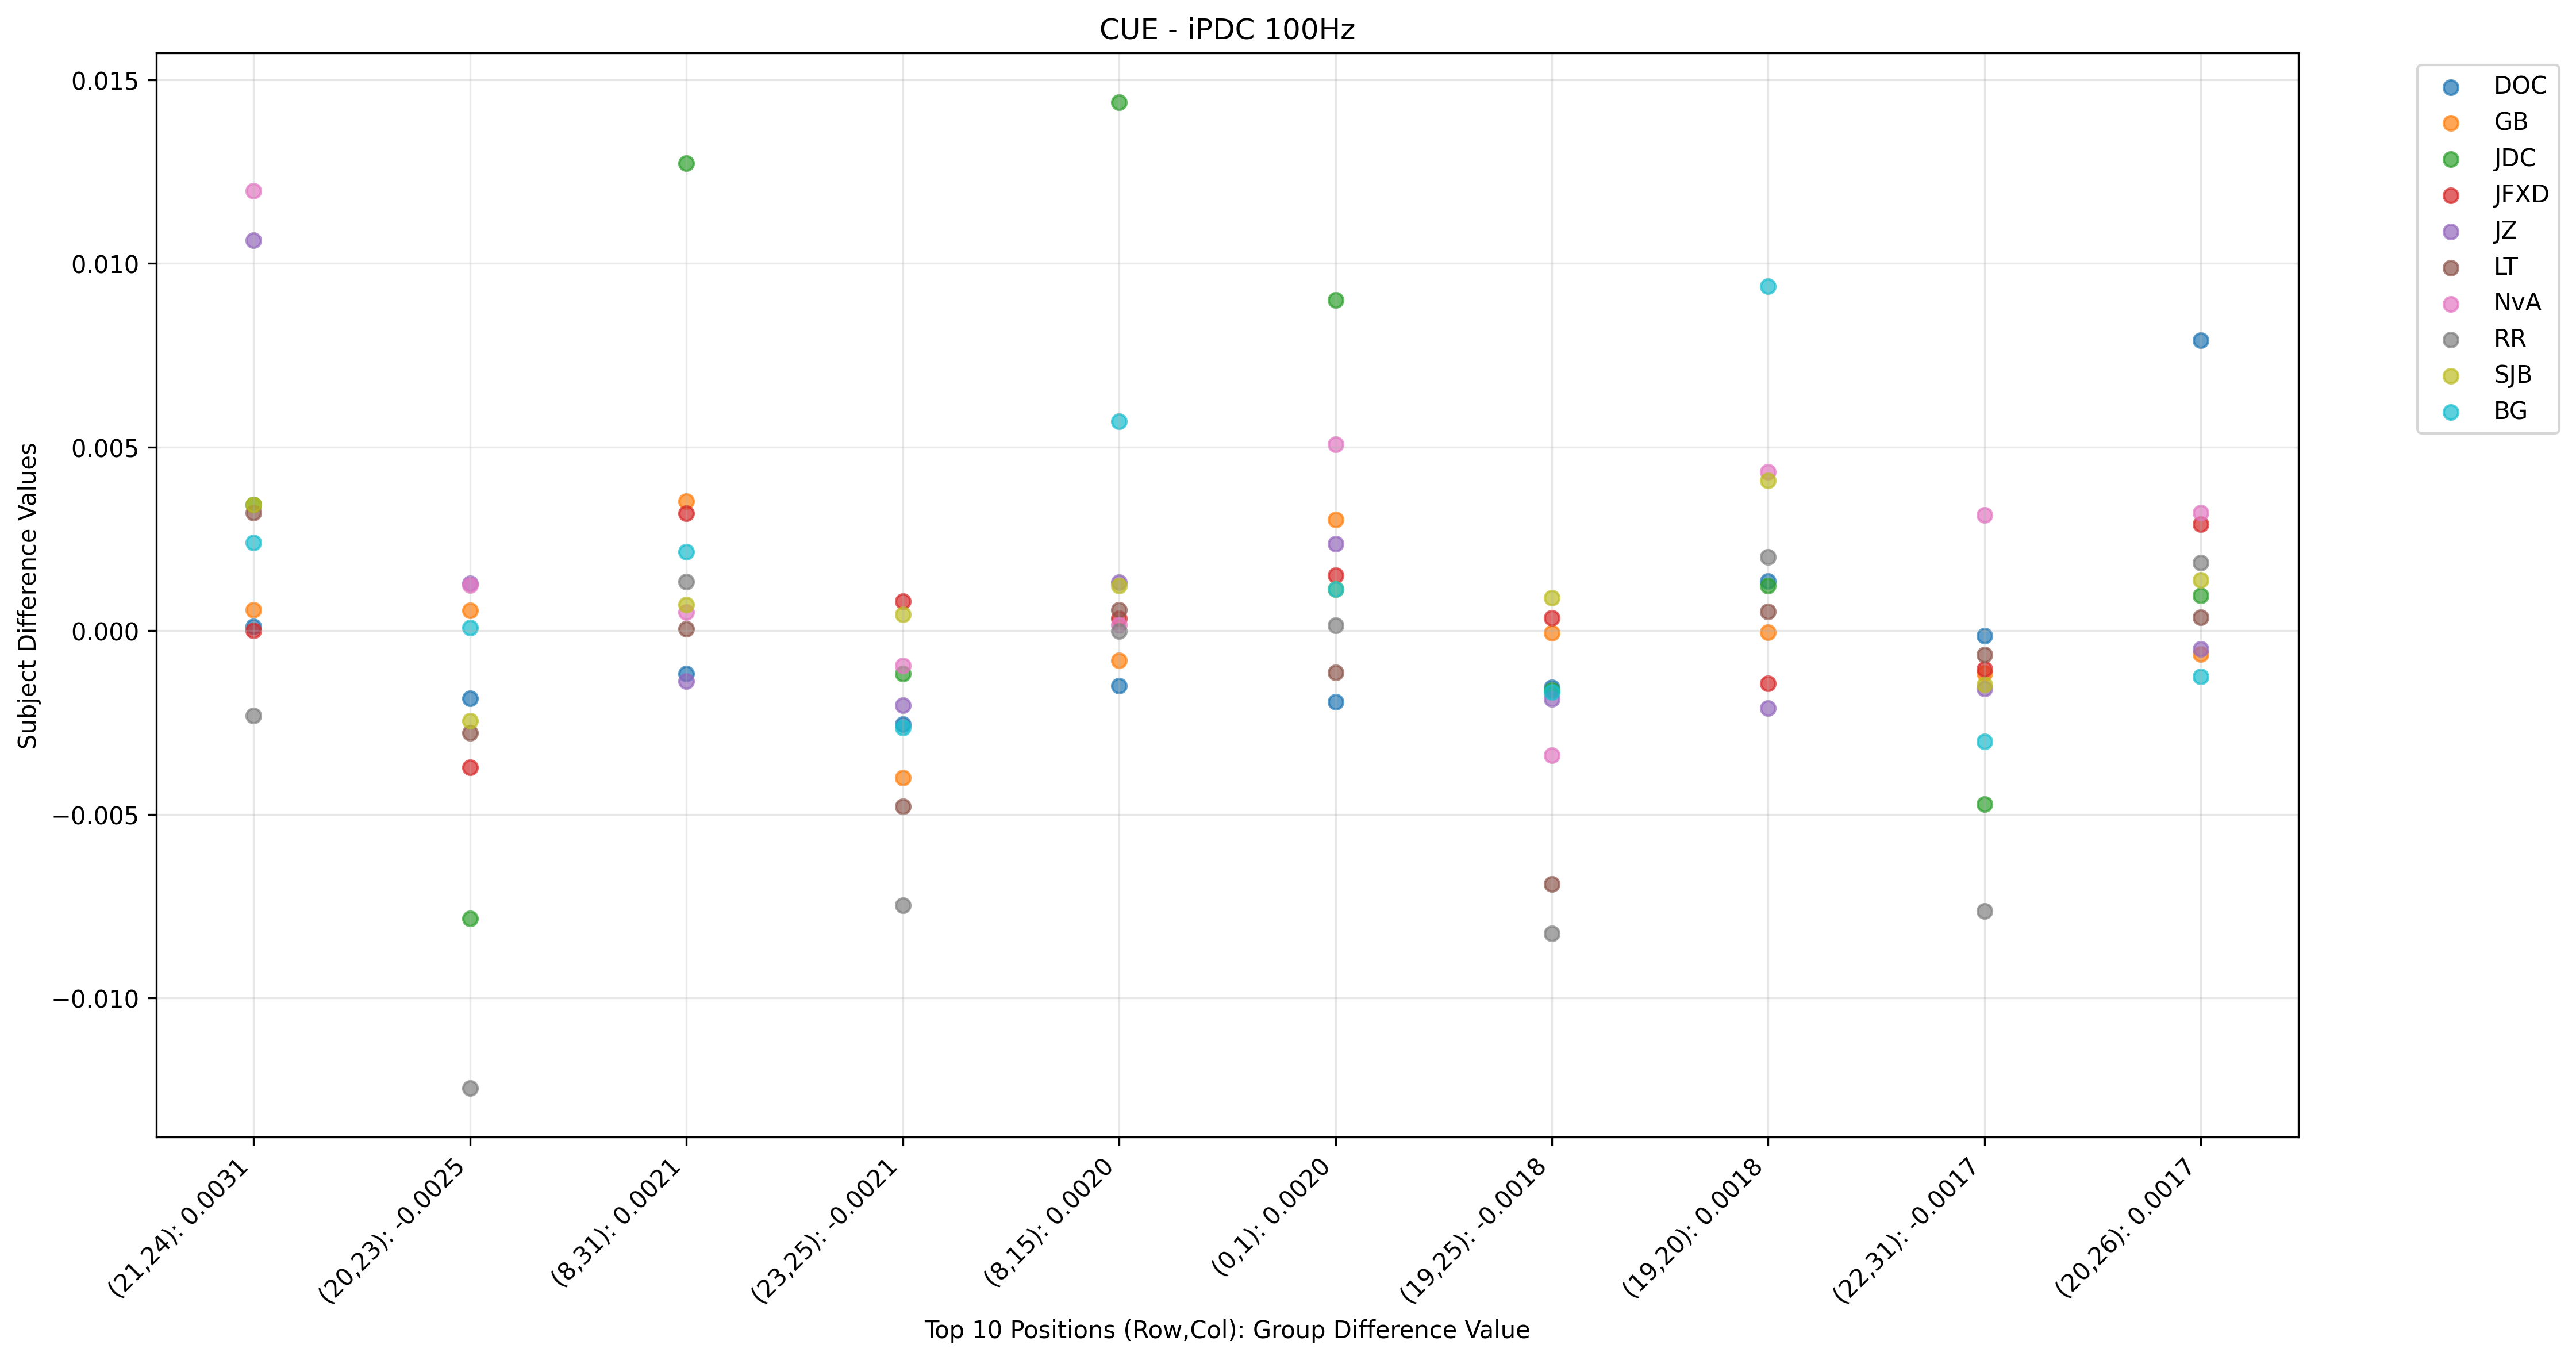 CUE - iPDC 100Hz
0.015
0.010
0.005
0.000
−0.005
−0.010
Subject Difference Values
(21,24): 0.0031
(20,23): -0.0025
(8,31): 0.0021
(23,25): -0.0021
(8,15): 0.0020
(0,1): 0.0020
(19,25): -0.0018
(19,20): 0.0018
(22,31): -0.0017
(20,26): 0.0017
Top 10 Positions (Row,Col): Group Difference Value
DOC
GB
JDC
JFXD
JZ
LT
NvA
RR
SJB
BG